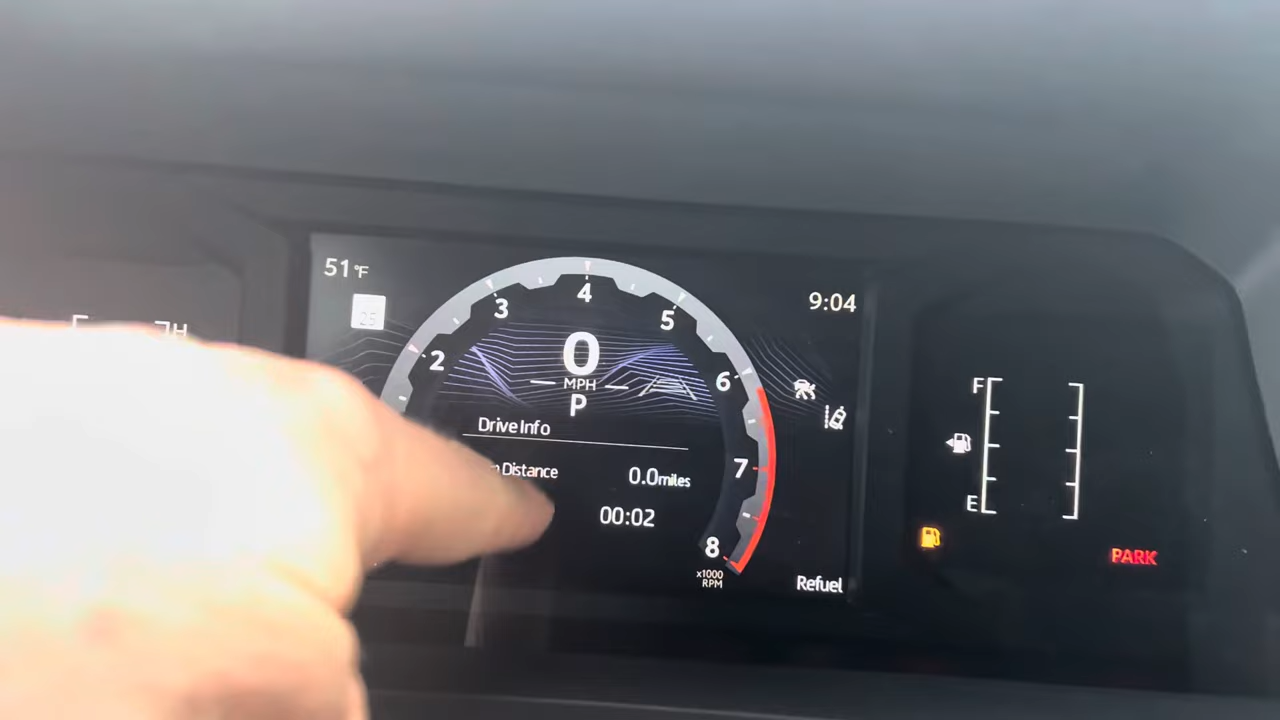 51°F
9:04
25
H
2
3
4
5
6
7
8
0
MPH
P
Drive Info
Distance
0.0miles
00:02
x1000
RPM
Refuel
F
E
PARK